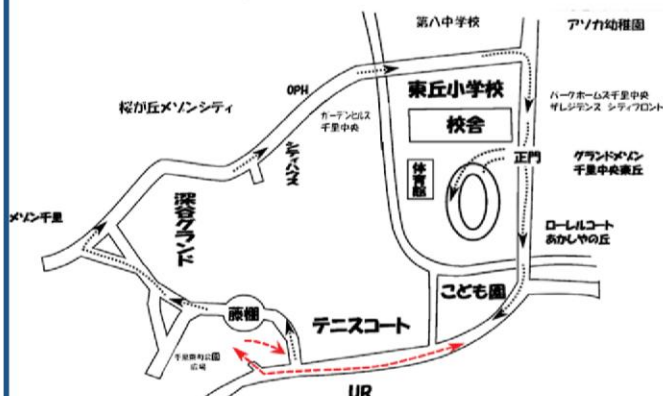 第八中学校
アソカ幼稚園
OPH
東丘小学校
桜が丘メゾンシティ
ガーデンヒルズ
千里中央
校舎
パークホームズ千里中央
ザレジデンス シティフロント
シティハウス
体育館
正門
グランドメゾン
千里中央東丘
深谷グランド
メゾン千里
ローレルコート
あかしやの丘
こども園
藤棚
テニスコート
千里東町公園
広場
UR